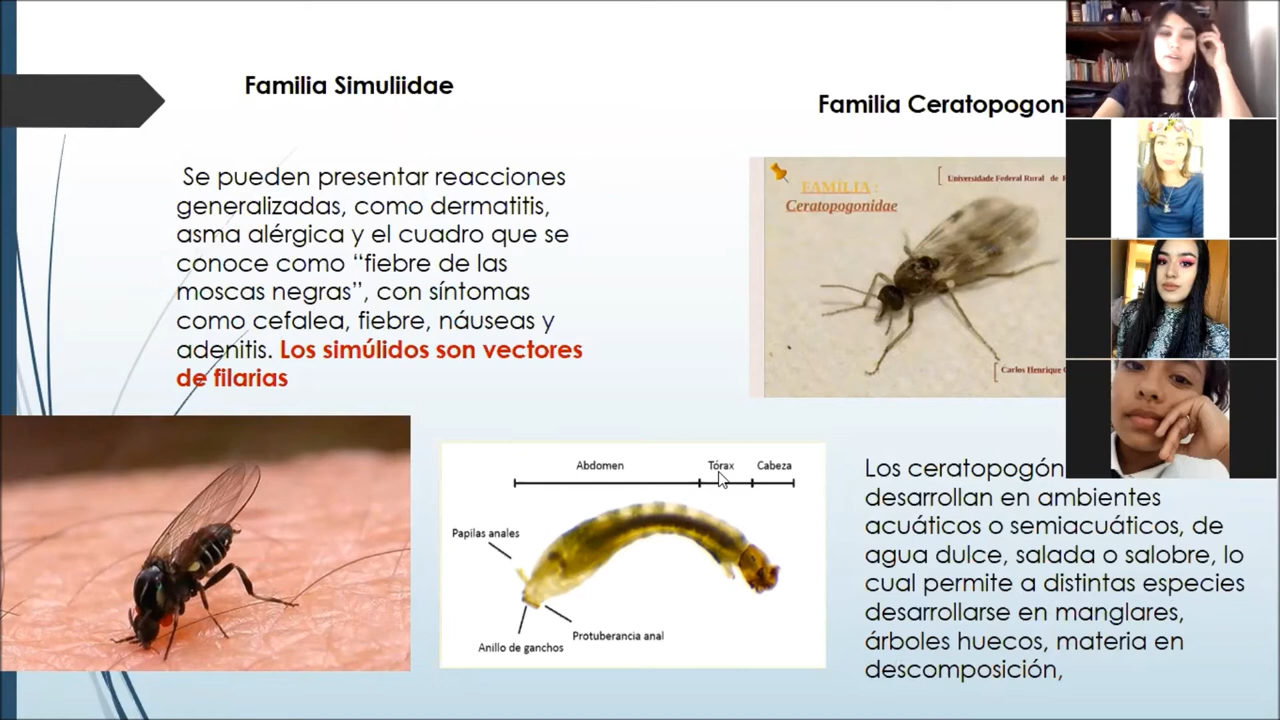 Familia Simuliidae
Se pueden presentar reacciones
generalizadas, como dermatitis,
asma alérgica y el cuadro que se
conoce como “fiebre de las
moscas negras”, con síntomas
como cefalea, fiebre, náuseas y
adenitis. Los simúlidos son vectores
de filarias
Familia Ceratopogon
Universidade Federal Rural de
FAMÍLIA :
Ceratopogonidae
Carlos Henrique
Abdomen
Tórax
Cabeza
Papilas anales
Protuberancia anal
Anillo de ganchos
Los ceratopogón
desarrollan en ambientes
acuáticos o semiacuáticos, de
agua dulce, salada o salobre, lo
cual permite a distintas especies
desarrollarse en manglares,
árboles huecos, materia en
descomposición,